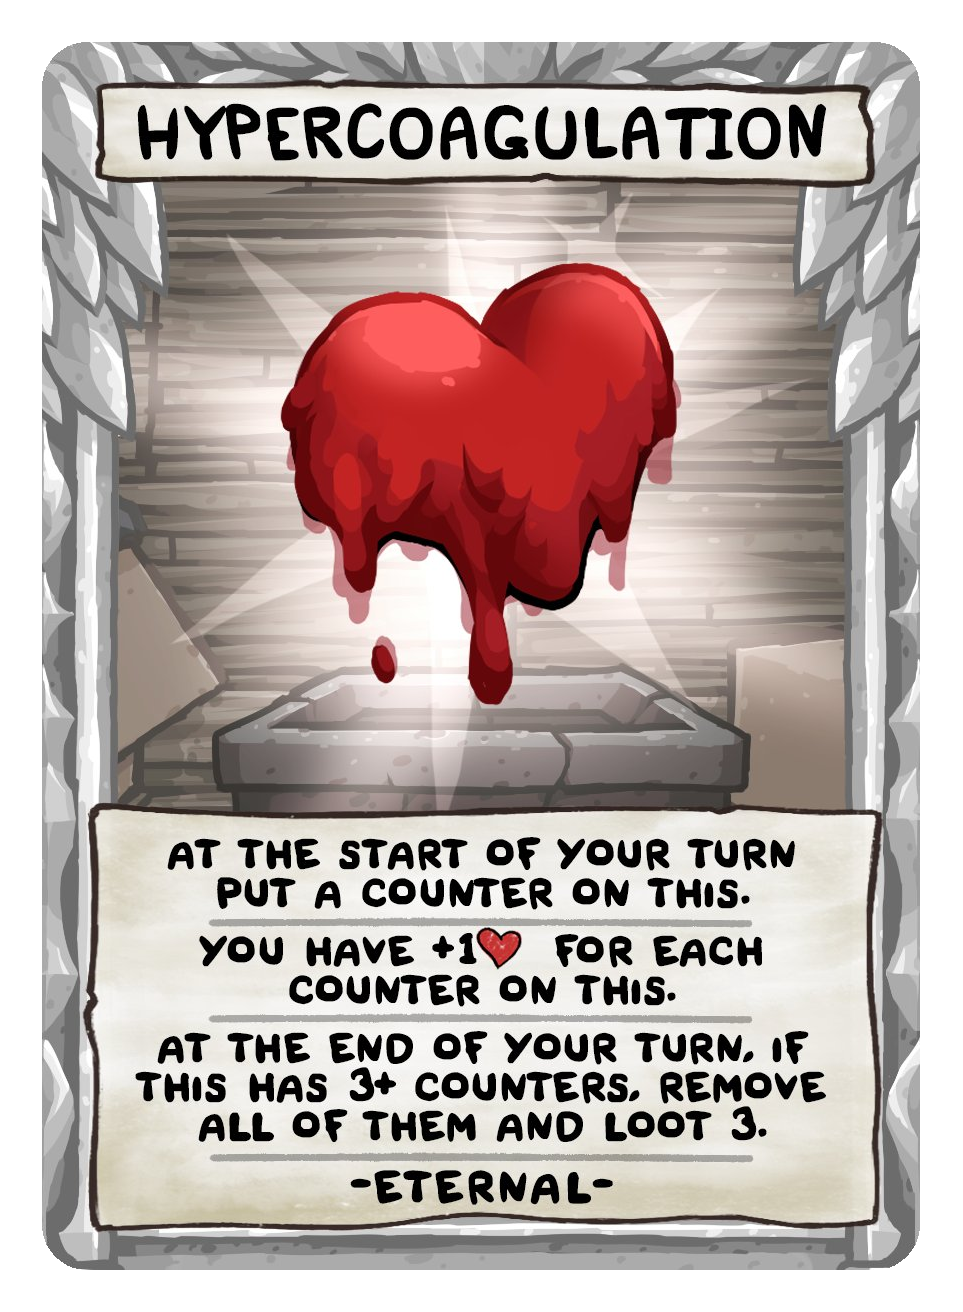 HYPERCOAGULATION
AT THE START OF YOUR TURN
PUT A COUNTER ON THIS.
YOU HAVE +1❤ FOR EACH
COUNTER ON THIS.
AT THE END OF YOUR TURN, IF
THIS HAS 3+ COUNTERS, REMOVE
ALL OF THEM AND LOOT 3.
-ETERNAL-